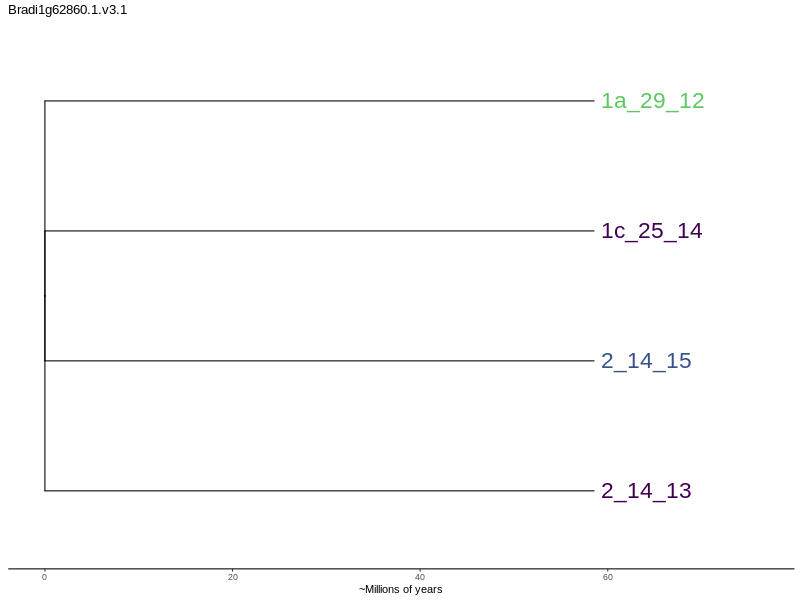 Bradi1g62860.1.v3.1
1a_29_12
1c_25_14
2_14_15
2_14_13
0 20 40 60
~Millions of years